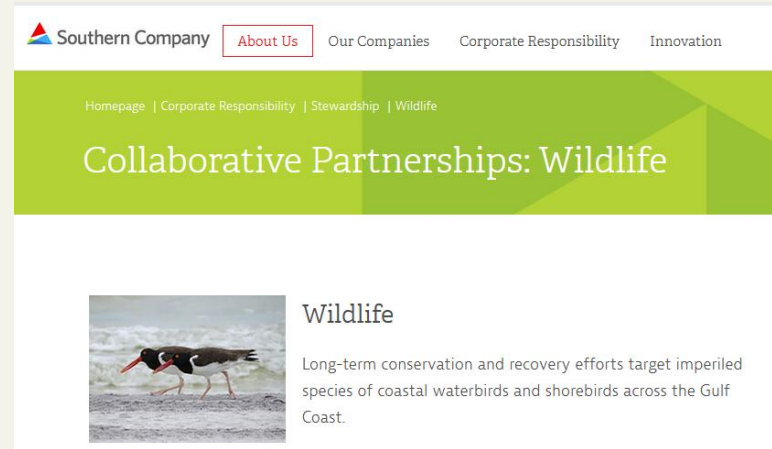 Southern Company About Us Our Companies Corporate Responsibility Innovation
Homepage | Corporate Responsibility | Stewardship | Wildlife
Collaborative Partnerships: Wildlife
Wildlife
Long-term conservation and recovery efforts target imperiled
species of coastal waterbirds and shorebirds across the Gulf
Coast.